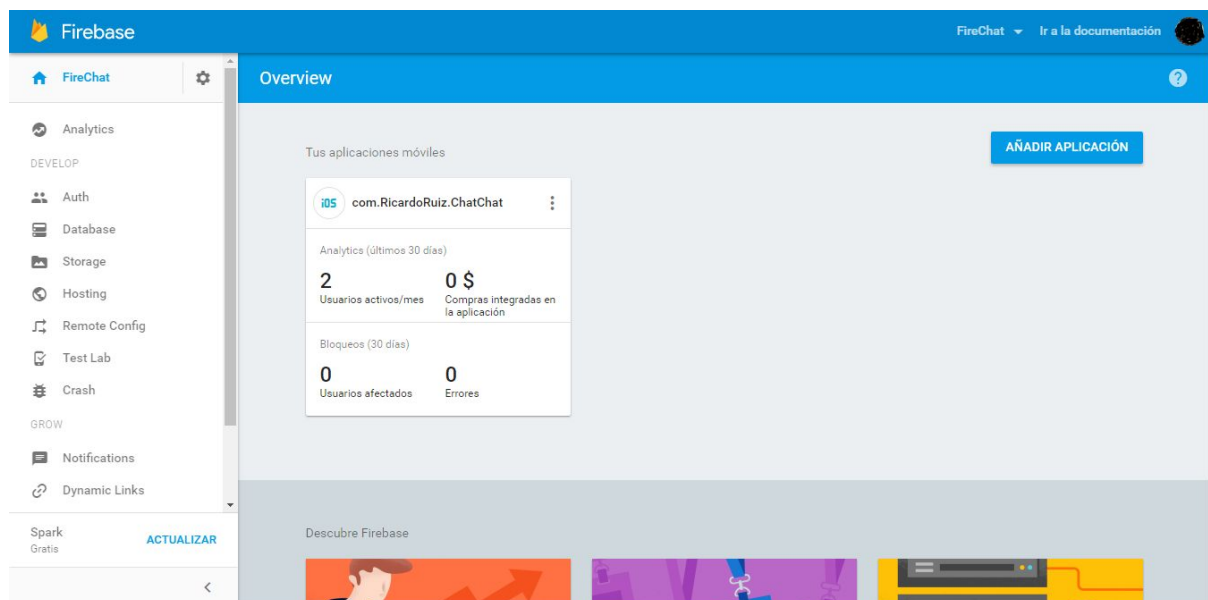 Firebase
FireChat
Ir a la documentación
FireChat
Overview
Analytics
DEVELOP
Auth
Database
Storage
Hosting
Remote Config
Test Lab
Crash
GROW
Notifications
Dynamic Links
Spark
Gratis
ACTUALIZAR
Tus aplicaciones móviles
AÑADIR APLICACIÓN
iOS com.RicardoRuiz.ChatChat
Analytics (últimos 30 días)
2
Usuarios activos/mes
0 $
Compras integradas en
la aplicación
Bloqueos (30 días)
0
Usuarios afectados
0
Errores
Descubre Firebase